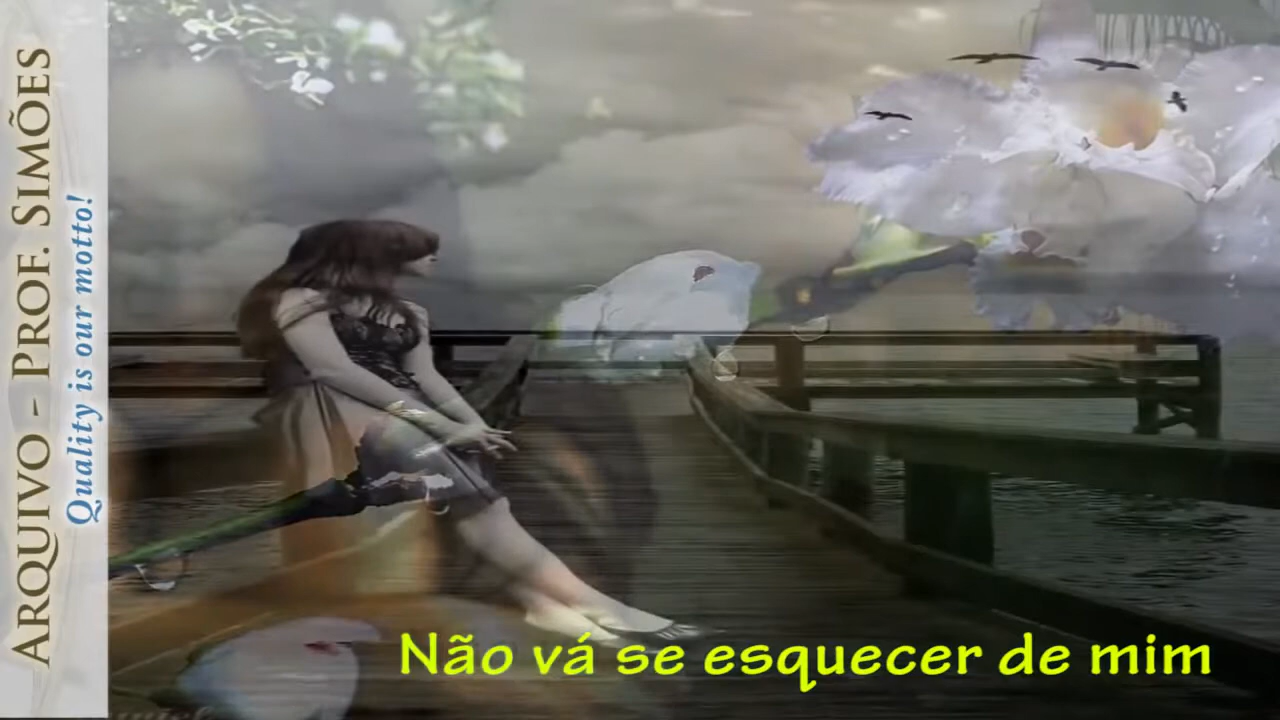 ARQUIVO - PROF. SIMÕES
Quality is our motto!
Não vá se esquecer de mim